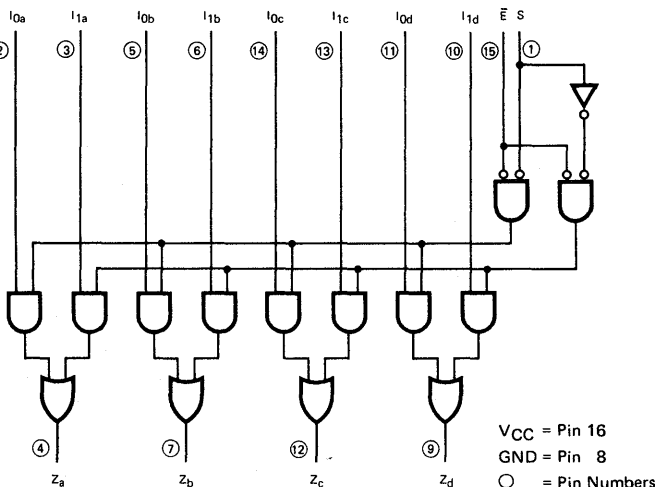 I0a I1a I0b I1b I0c I1c I0d I1d E̅ S
2 3 5 6 14 13 11 10 15 1
4 7 12 9
Za Zb Zc Zd
VCC = Pin 16
GND = Pin 8
○ = Pin Numbers